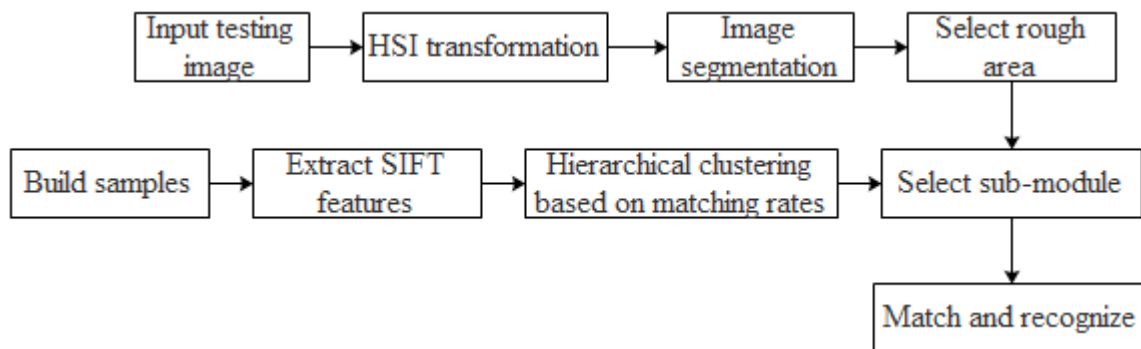 Input testing
image
HSI transformation
Image
segmentation
Select rough
area
Build samples
Extract SIFT
features
Hierarchical clustering
based on matching rates
Select sub-module
Match and recognize